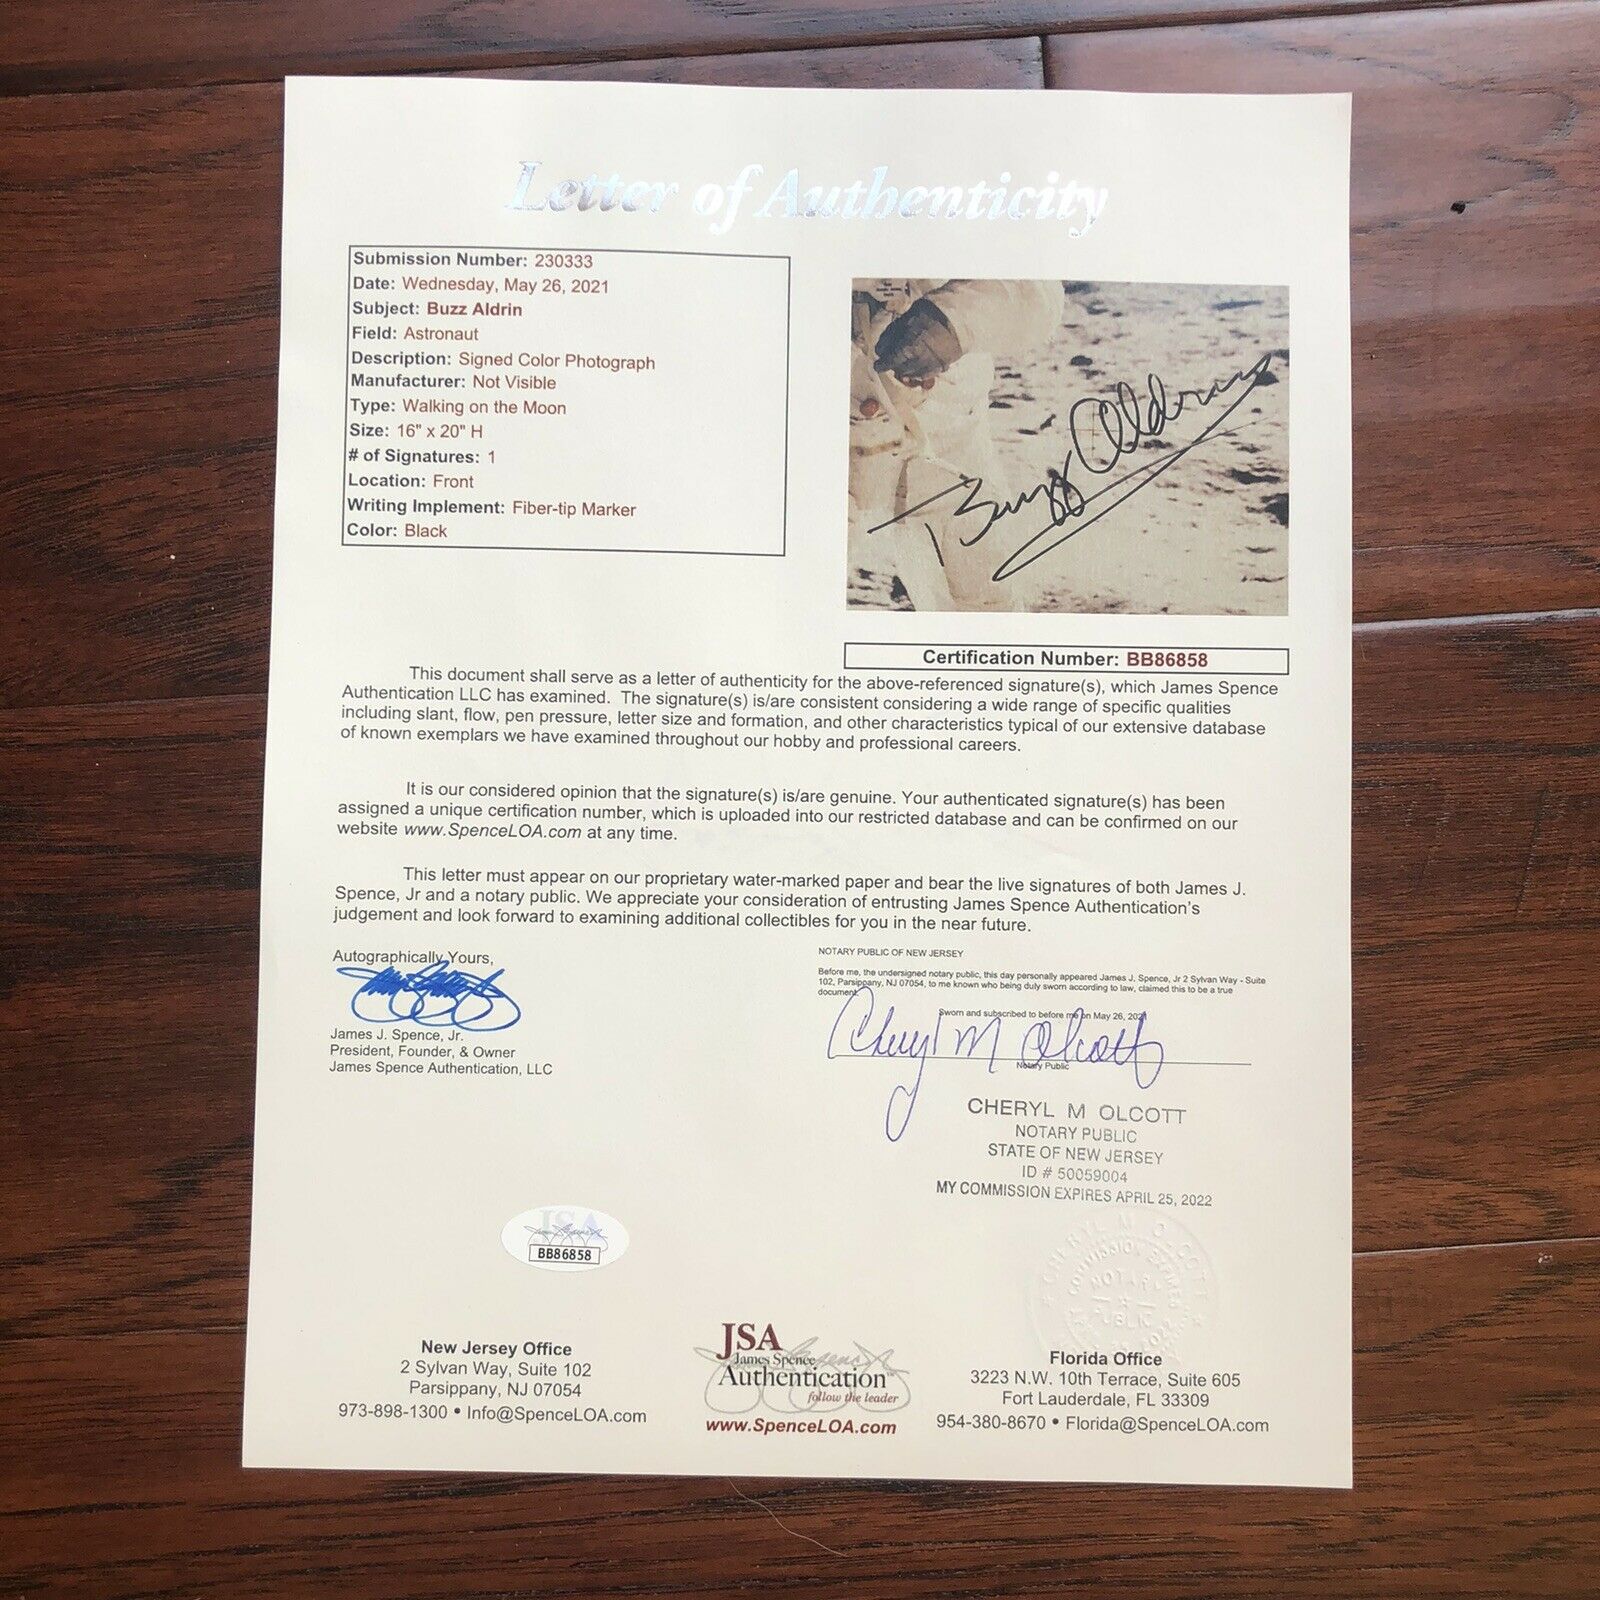 Letter of Authenticity
Submission Number: 230333
Date: Wednesday, May 26, 2021
Subject: Buzz Aldrin
Field: Astronaut
Description: Signed Color Photograph
Manufacturer: Not Visible
Type: Walking on the Moon
Size: 16" x 20" H
# of Signatures: 1
Location: Front
Writing Implement: Fiber-tip Marker
Color: Black
Buzz Aldrin
Certification Number: BB86858
This document shall serve as a letter of authenticity for the above-referenced signature(s), which James Spence
Authentication LLC has examined. The signature(s) is/are consistent considering a wide range of specific qualities
including slant, flow, pen pressure, letter size and formation, and other characteristics typical of our extensive database
of known exemplars we have examined throughout our hobby and professional careers.
It is our considered opinion that the signature(s) is/are genuine. Your authenticated signature(s) has been
assigned a unique certification number, which is uploaded into our restricted database and can be confirmed on our
website www.SpenceLOA.com at any time.
This letter must appear on our proprietary water-marked paper and bear the live signatures of both James J.
Spence, Jr and a notary public. We appreciate your consideration of entrusting James Spence Authentication's
judgement and look forward to examining additional collectibles for you in the near future.
Autographically Yours,
James J. Spence, Jr.
President, Founder, & Owner
James Spence Authentication, LLC
NOTARY PUBLIC OF NEW JERSEY
Before me, the undersigned notary public, this day personally appeared James J. Spence, Jr 2 Sylvan Way - Suite
102, Parsippany, NJ 07054, to me known who being duly sworn according to law, claimed this to be a true
document.
Sworn and subscribed to before me on May 26, 2021
Cheryl M Olcott
Notary Public
CHERYL M OLCOTT
NOTARY PUBLIC
STATE OF NEW JERSEY
ID # 50059004
MY COMMISSION EXPIRES APRIL 25, 2022
CHERYL M OLCOTT
COMMISSION EXPIRES
NOTARY
PUBLIC
JSA
BB86858
New Jersey Office
2 Sylvan Way, Suite 102
Parsippany, NJ 07054
973-898-1300 • Info@SpenceLOA.com
JSA
James Spence
Authentication™
follow the leader
www.SpenceLOA.com
Florida Office
3223 N.W. 10th Terrace, Suite 605
Fort Lauderdale, FL 33309
954-380-8670 • Florida@SpenceLOA.com